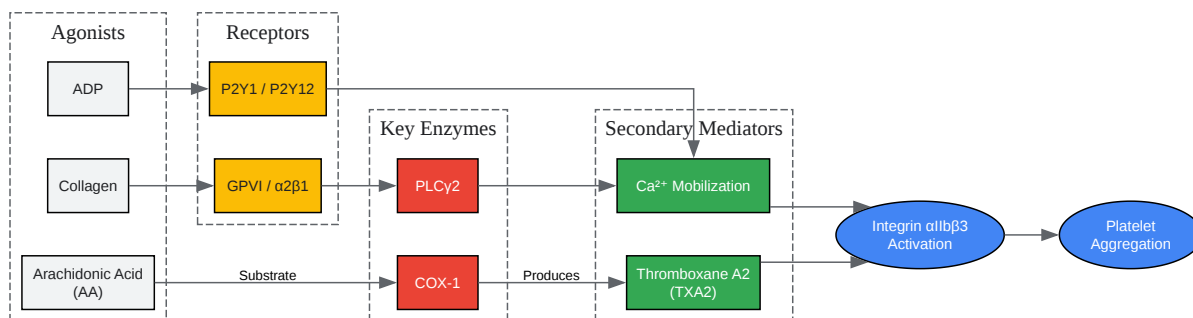 Agonists
Receptors
ADP
P2Y1 / P2Y12
Key Enzymes
Secondary Mediators
Collagen
GPVI / α2β1
PLCγ2
Ca²⁺ Mobilization
Integrin αIIbβ3
Activation
Platelet
Aggregation
Arachidonic Acid
(AA)
Substrate
COX-1
Produces
Thromboxane A2
(TXA2)